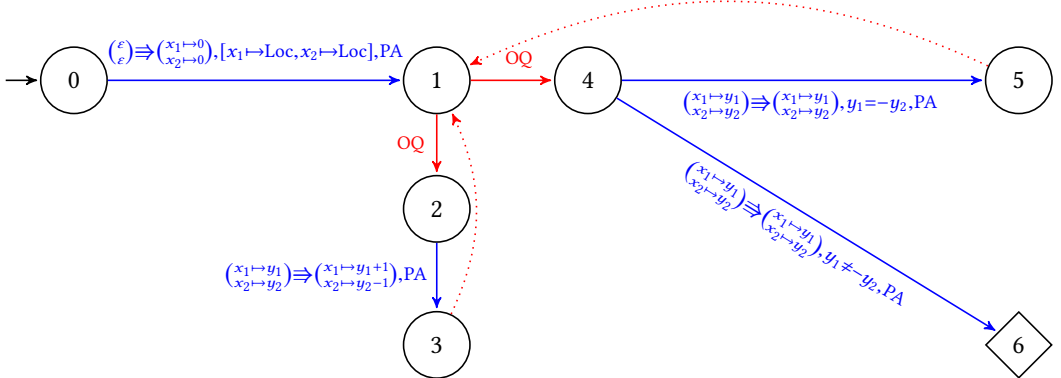 (ε ε)⇛(x₁↦0 x₂↦0),[x₁↦Loc,x₂↦Loc],PA
OQ
0
1
4
5
(x₁↦y₁ x₂↦y₂)⇛(x₁↦y₁ x₂↦y₂),y₁=−y₂,PA
OQ
2
(x₁↦y₁ x₂↦y₂)⇛(x₁↦y₁ x₂↦y₂),y₁≠−y₂,PA
(x₁↦y₁ x₂↦y₂)⇛(x₁↦y₁+1 x₂↦y₂−1),PA
3
6